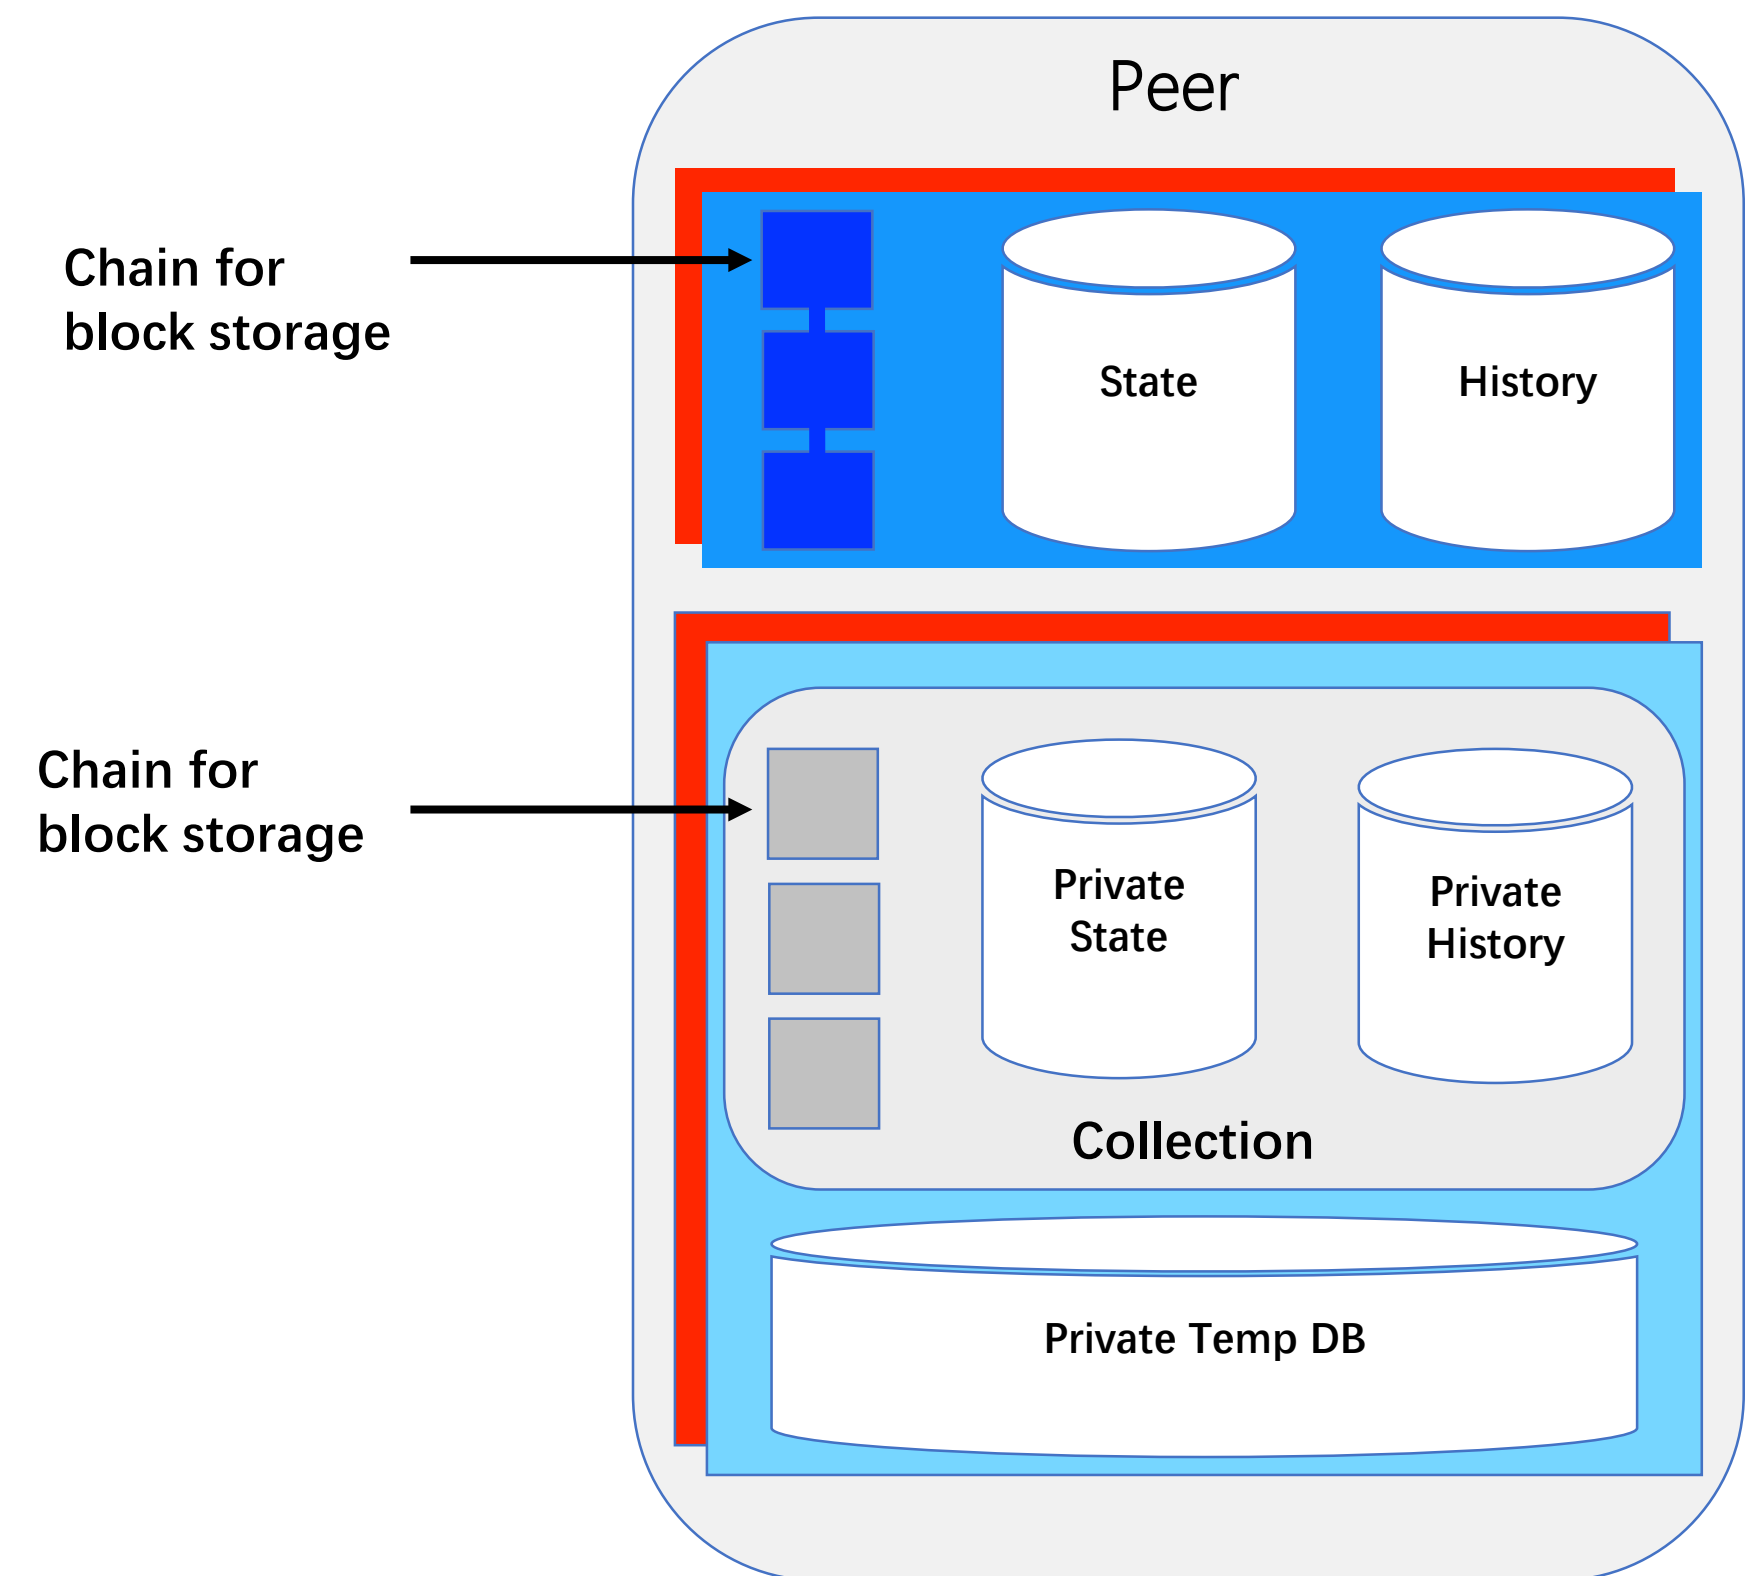 Peer
Chain for
block storage
State
History
Chain for
block storage
Private
State
Private
History
Collection
Private Temp DB